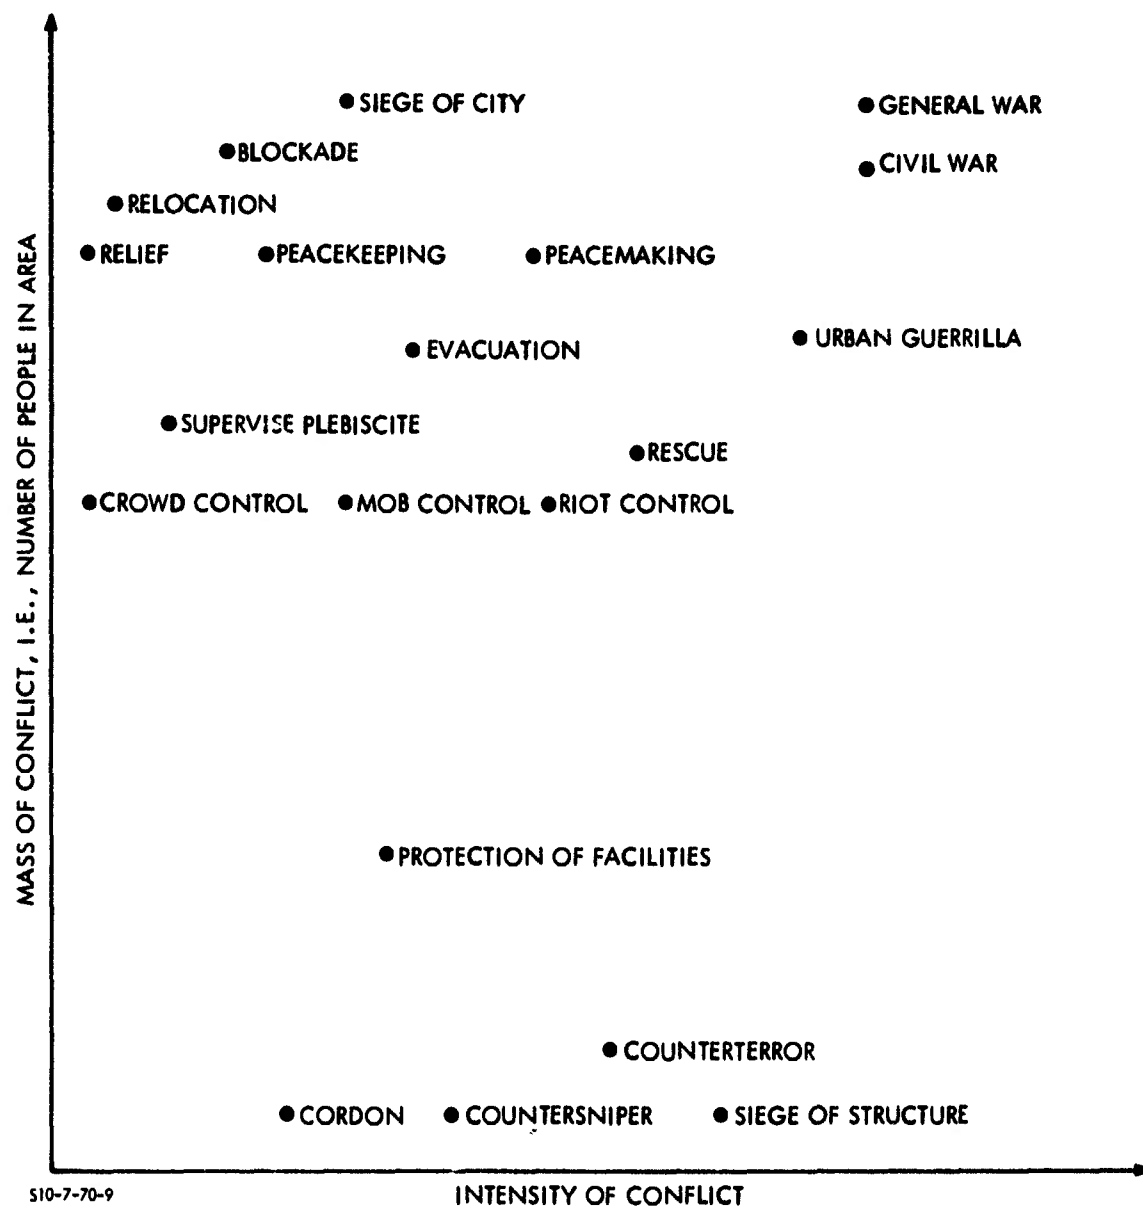 SIEGE OF CITY
GENERAL WAR
BLOCKADE
CIVIL WAR
RELOCATION
RELIEF
PEACEKEEPING
PEACEMAKING
URBAN GUERRILLA
EVACUATION
SUPERVISE PLEBISCITE
RESCUE
CROWD CONTROL
MOB CONTROL
RIOT CONTROL
MASS OF CONFLICT, I.E., NUMBER OF PEOPLE IN AREA
PROTECTION OF FACILITIES
COUNTERTERROR
CORDON
COUNTERSNIPER
SIEGE OF STRUCTURE
S10-7-70-9
INTENSITY OF CONFLICT